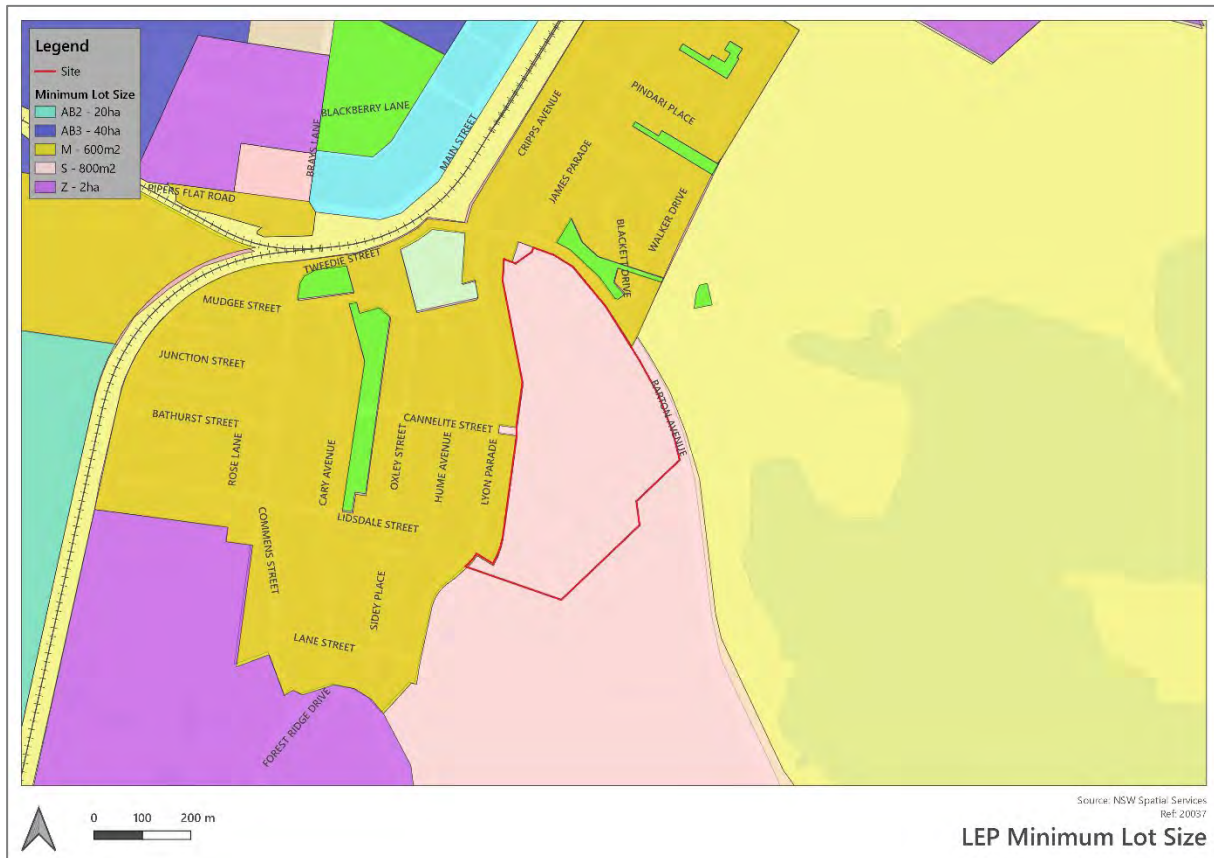 Legend
Site
Minimum Lot Size
AB2 - 20ha
AB3 - 40ha
M - 600m2
S - 800m2
Z - 2ha
BLACKBERRY LANE
BRAYS LANE
MAIN STREET
CRIPPS AVENUE
PINDARI PLACE
JAMES PARADE
WALKER DRIVE
BLACKETT DRIVE
PIPERS FLAT ROAD
TWEEDIE STREET
MUDGEE STREET
JUNCTION STREET
BATHURST STREET
ROSE LANE
CARY AVENUE
CANNELITE STREET
OXLEY STREET
HUME AVENUE
LYON PARADE
BARTON AVENUE
LIDSDALE STREET
COMMENS STREET
SIDEY PLACE
LANE STREET
FOREST RIDGE DRIVE
0 100 200 m
Source: NSW Spatial Services
Ref: 20037
LEP Minimum Lot Size